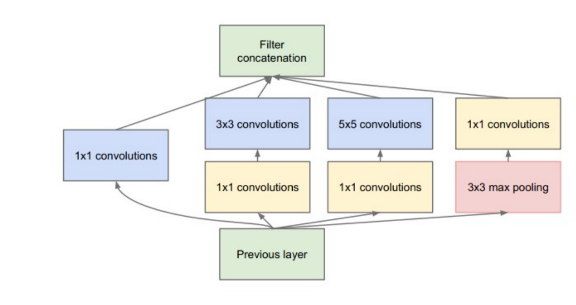 Filter
concatenation
3x3 convolutions
5x5 convolutions
1x1 convolutions
1x1 convolutions
1x1 convolutions
1x1 convolutions
3x3 max pooling
Previous layer